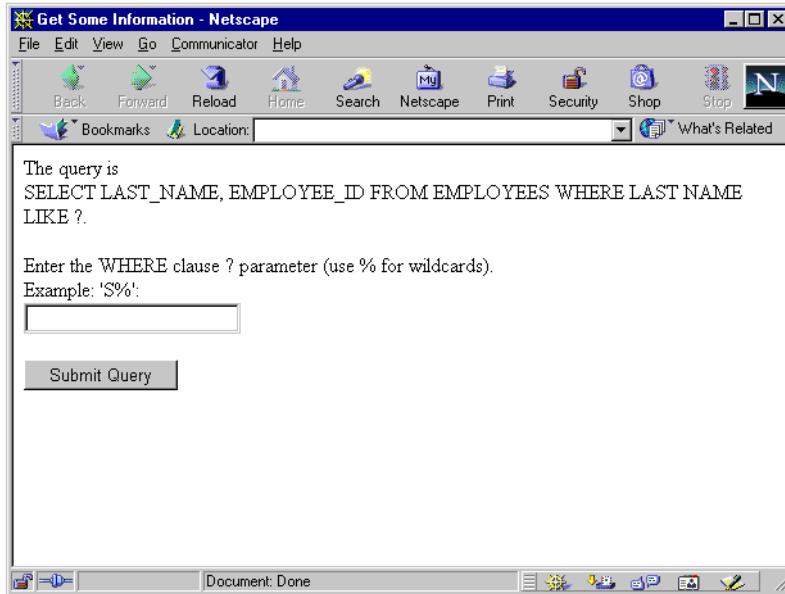 Get Some Information - Netscape
File Edit View Go Communicator Help
Back Forward Reload Home Search Netscape Print Security Shop Stop
My
N
Bookmarks Location: What's Related
The query is
SELECT LAST_NAME, EMPLOYEE_ID FROM EMPLOYEES WHERE LAST NAME
LIKE ?.
Enter the WHERE clause ? parameter (use % for wildcards).
Example: 'S%':
Submit Query
Document: Done